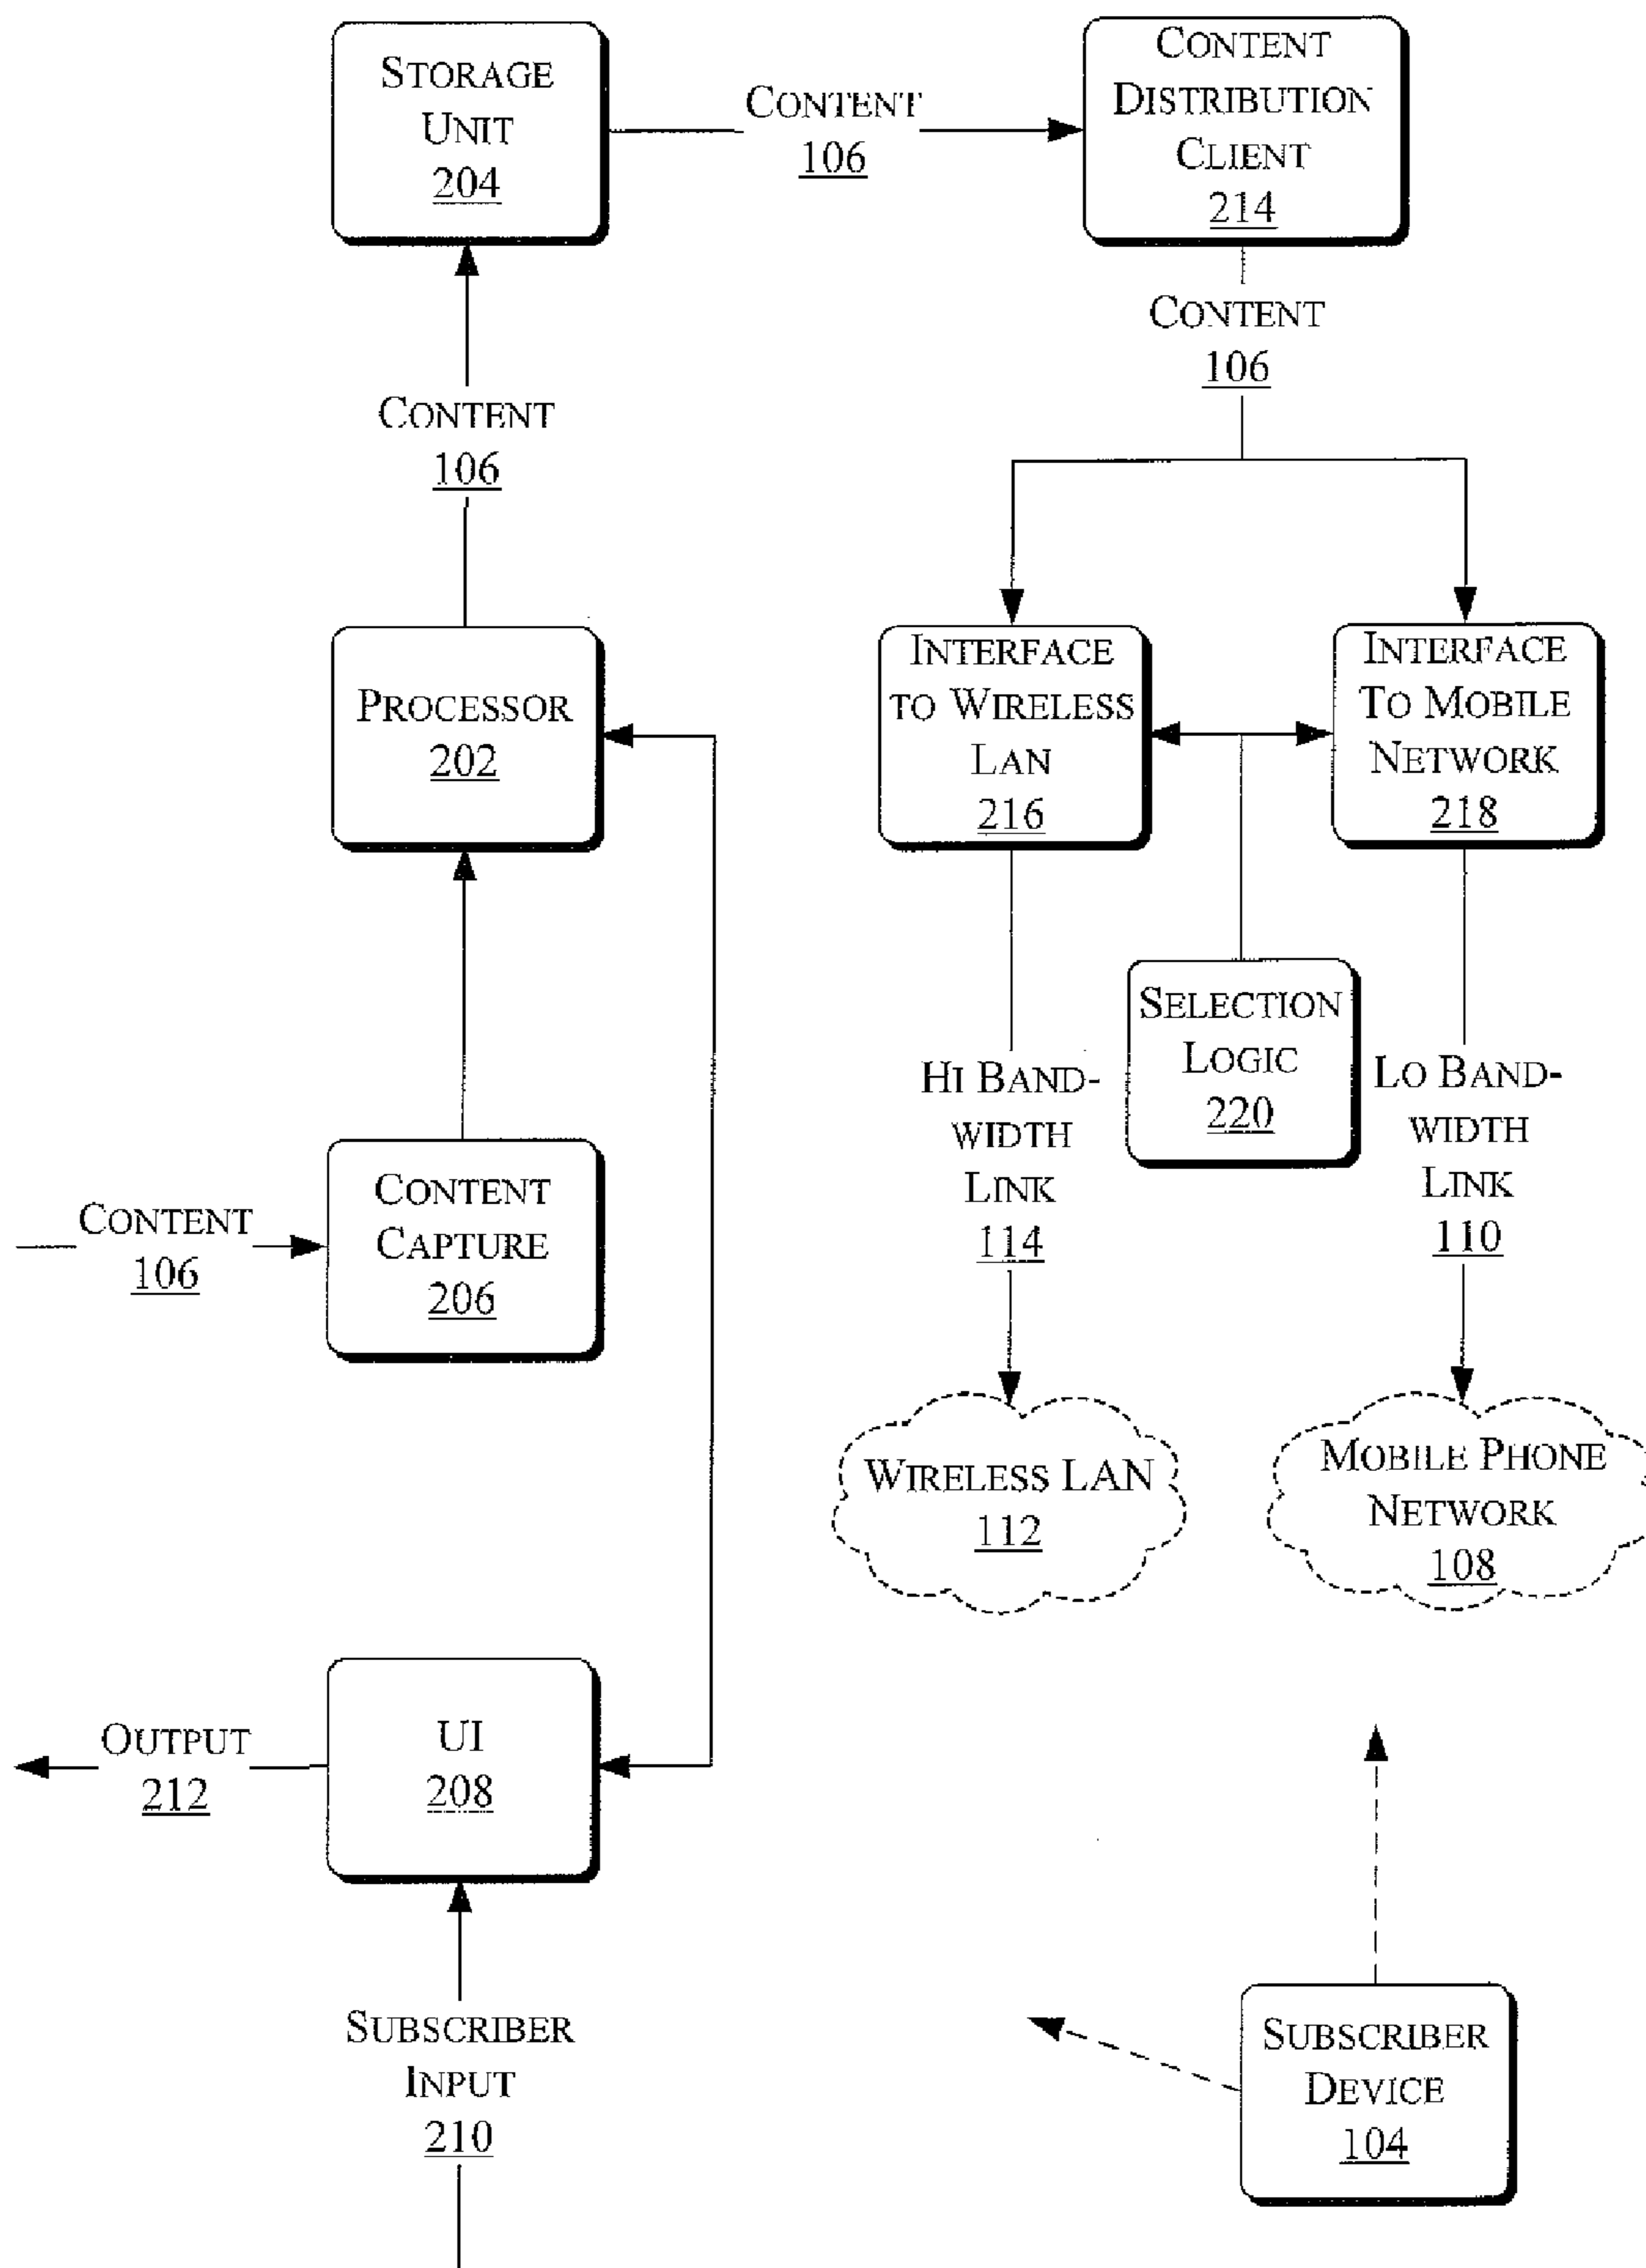 STORAGE
UNIT
204
CONTENT
106
CONTENT
DISTRIBUTION
CLIENT
214
CONTENT
106
CONTENT
106
PROCESSOR
202
INTERFACE
TO WIRELESS
LAN
216
INTERFACE
TO MOBILE
NETWORK
218
SELECTION
LOGIC
220
HI BAND-
WIDTH
LINK
114
LO BAND-
WIDTH
LINK
110
CONTENT
106
CONTENT
CAPTURE
206
WIRELESS LAN
112
MOBILE PHONE
NETWORK
108
OUTPUT
212
UI
208
SUBSCRIBER
INPUT
210
SUBSCRIBER
DEVICE
104